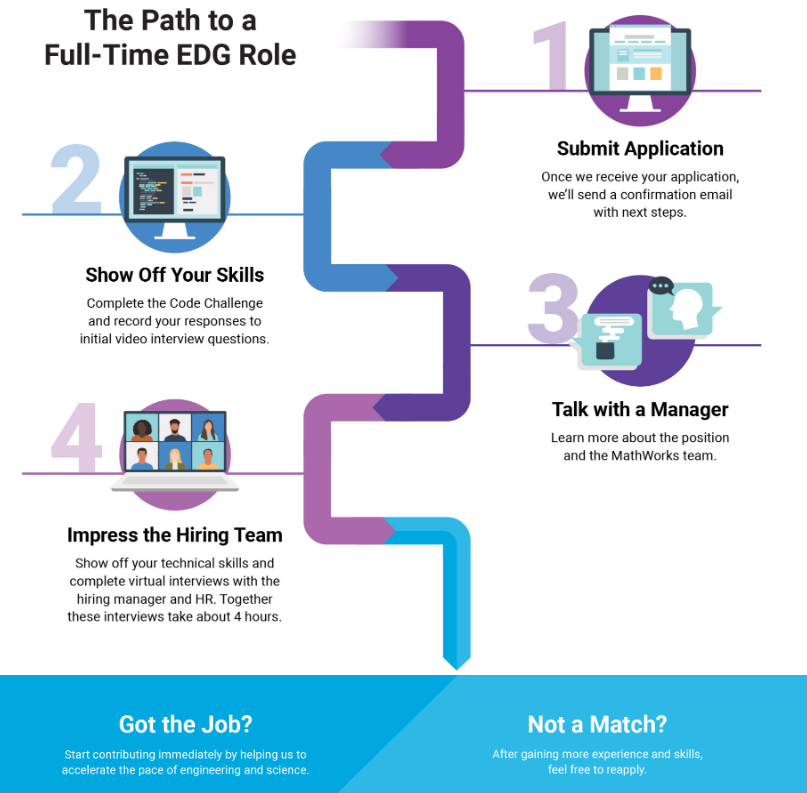 The Path to a
Full-Time EDG Role
1
Submit Application
Once we receive your application,
we'll send a confirmation email
with next steps.
2
Show Off Your Skills
Complete the Code Challenge
and record your responses to
initial video interview questions.
3
Talk with a Manager
Learn more about the position
and the MathWorks team.
4
Impress the Hiring Team
Show off your technical skills and
complete virtual interviews with the
hiring manager and HR. Together
these interviews take about 4 hours.
Got the Job?
Start contributing immediately by helping us to
accelerate the pace of engineering and science.
Not a Match?
After gaining more experience and skills,
feel free to reapply.